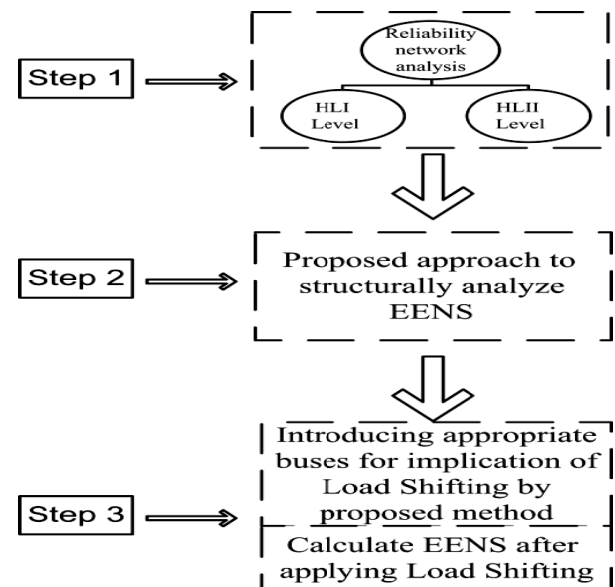 Step 1
Reliability
network
analysis
HLI
Level
HLII
Level
Step 2
Proposed approach to
structurally analyze
EENS
Step 3
Introducing appropriate
buses for implication of
Load Shifting by
proposed method
Calculate EENS after
applying Load Shifting